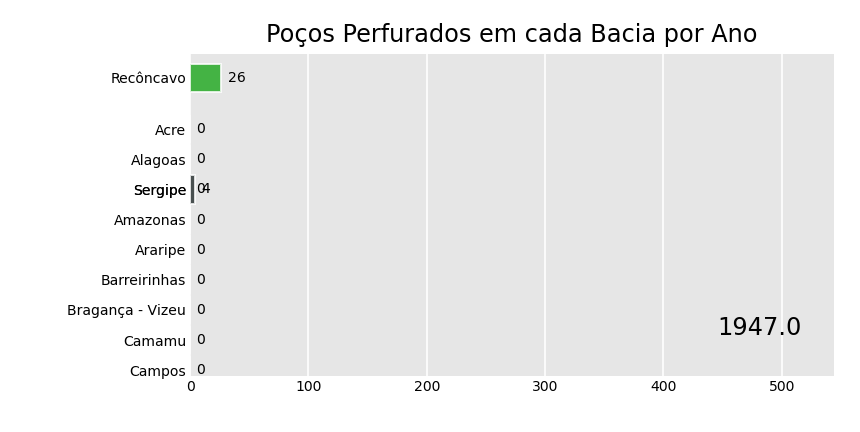 Poços Perfurados em cada Bacia por Ano
Recôncavo 26
Acre 0
Alagoas 0
Sergipe 0 4
Amazonas 0
Araripe 0
Barreirinhas 0
Bragança - Vizeu 0
1947.0
Camamu 0
Campos 0
0 100 200 300 400 500